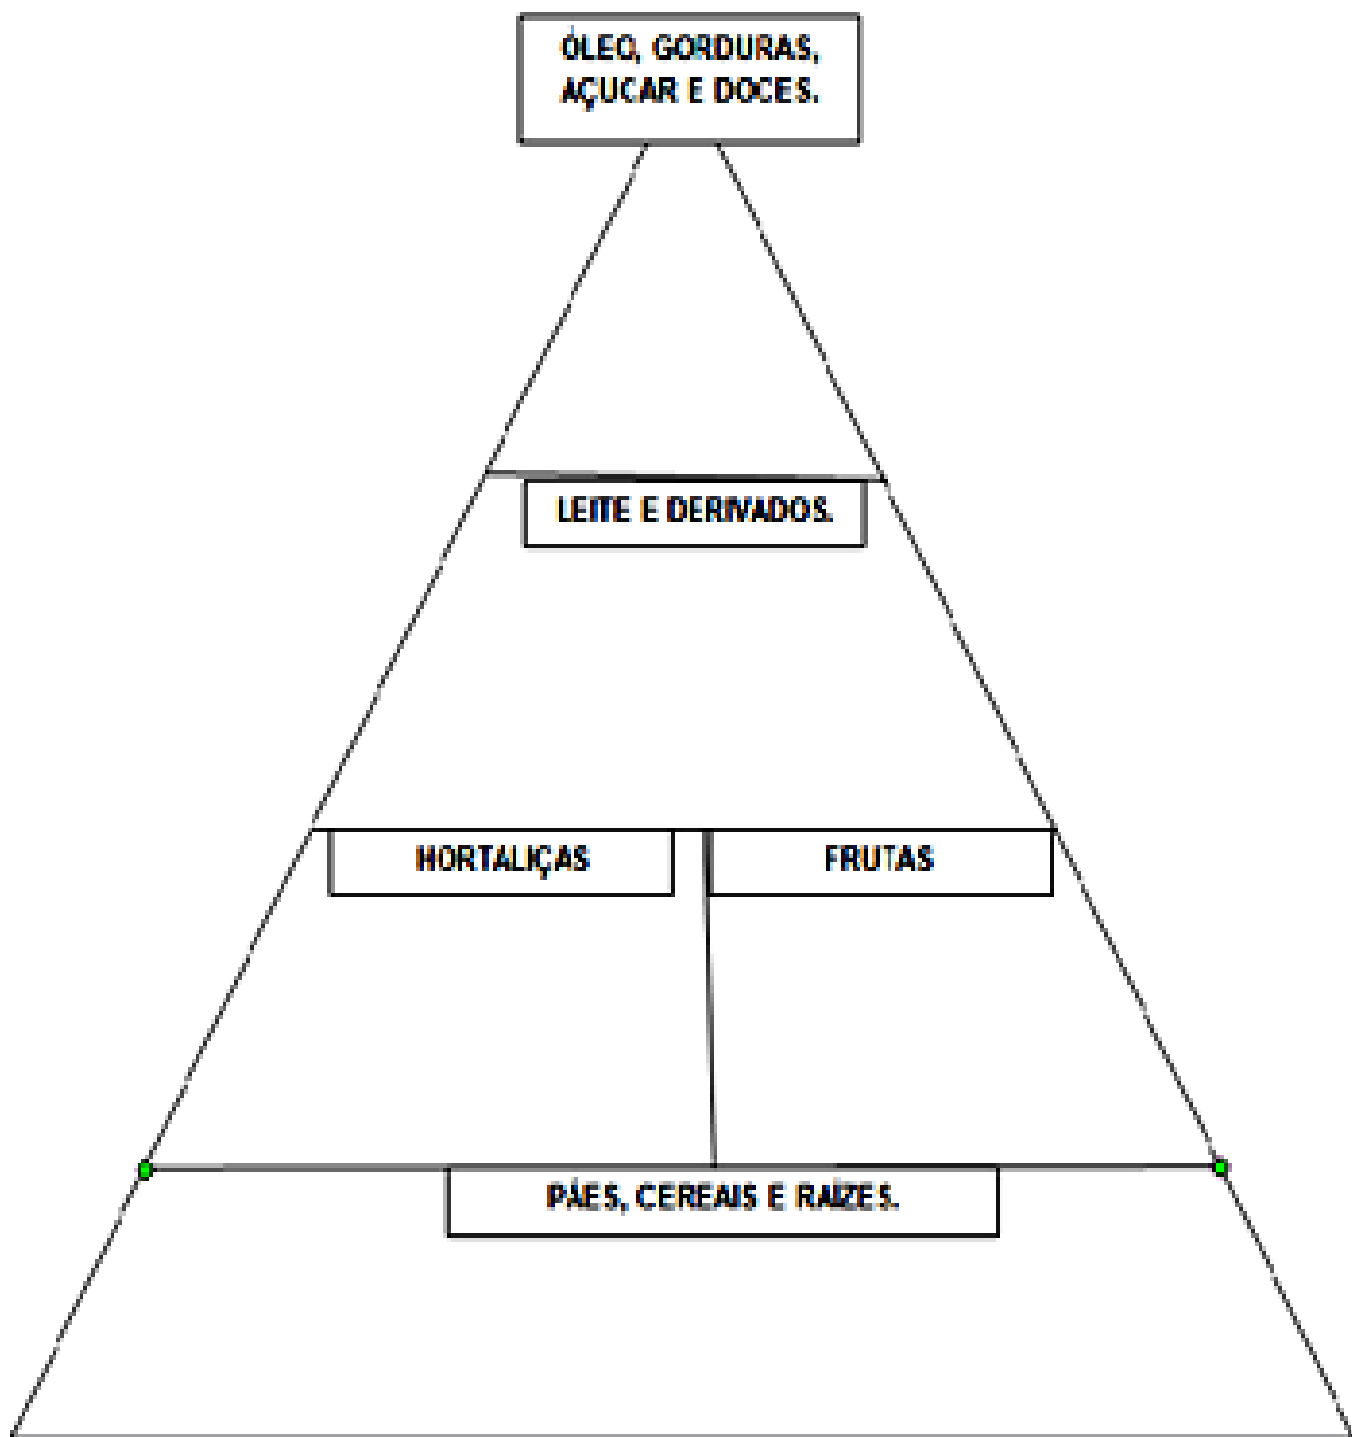 ÓLEO, GORDURAS,
AÇUCAR E DOCES.
LEITE E DERIVADOS.
HORTALIÇAS
FRUTAS
PÃES, CEREAIS E RAÍZES.